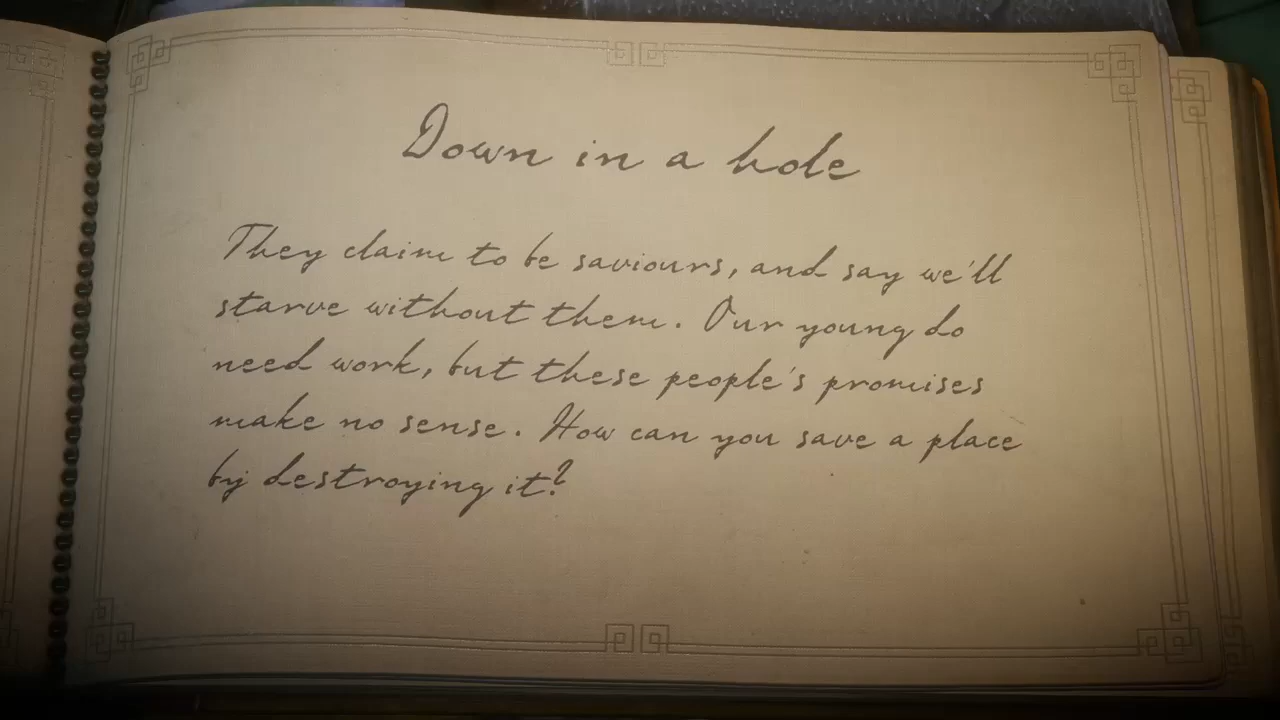 Down in a hole
They claim to be saviours, and say we'll
starve without them. Our young do
need work, but these people's promises
make no sense. How can you save a place
by destroying it?